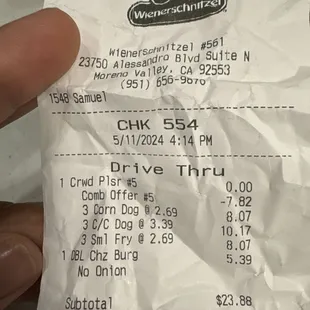 Wienerschnitzel
Wienerschnitzel #561
23750 Alessandro Blvd Suite N
Moreno Valley, CA 92553
(951) 656-9870
1548 Samuel
CHK 554
5/11/2024 4:14 PM
Drive Thru
1 Crwd Plsr #5 0.00
Comb Offer #5 -7.82
3 Corn Dog @ 2.69 8.07
3 C/C Dog @ 3.39 10.17
3 Sml Fry @ 2.69 8.07
1 DBL Chz Burg 5.39
No Onion
Subtotal $23.88